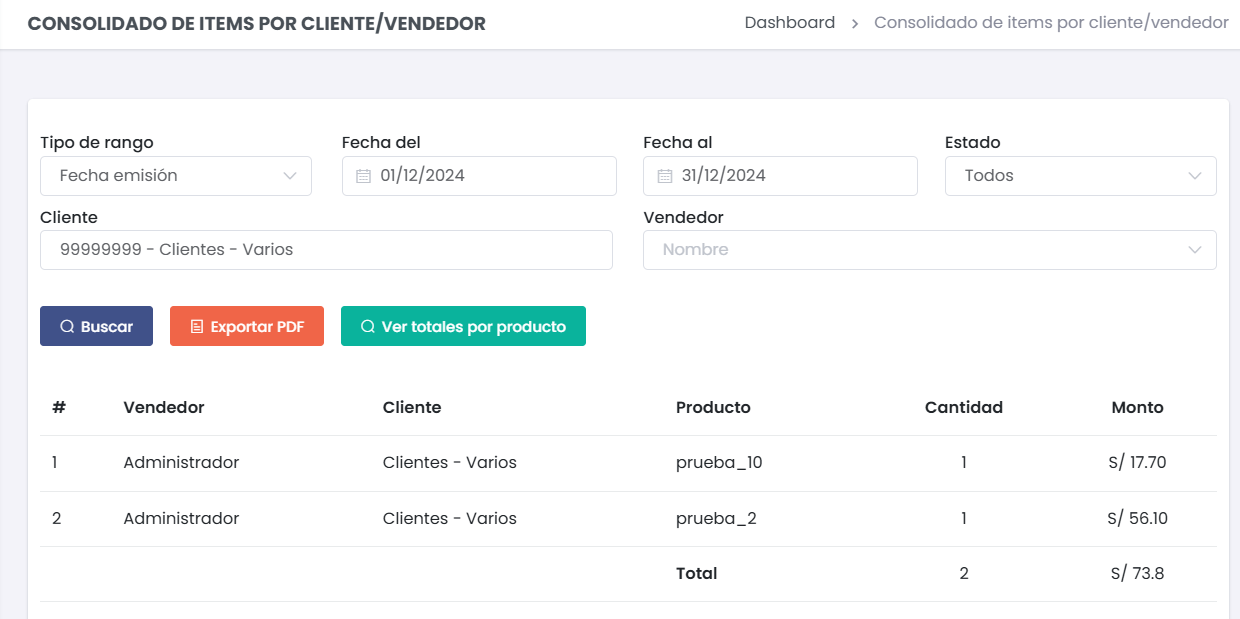 CONSOLIDADO DE ITEMS POR CLIENTE/VENDEDOR
Dashboard > Consolidado de items por cliente/vendedor
Tipo de rango Fecha del Fecha al Estado
Fecha emisión 01/12/2024 31/12/2024 Todos
Cliente Vendedor
99999999 - Clientes - Varios Nombre
Buscar Exportar PDF Ver totales por producto
# Vendedor Cliente Producto Cantidad Monto
1 Administrador Clientes - Varios prueba_10 1 S/ 17.70
2 Administrador Clientes - Varios prueba_2 1 S/ 56.10
Total 2 S/ 73.8